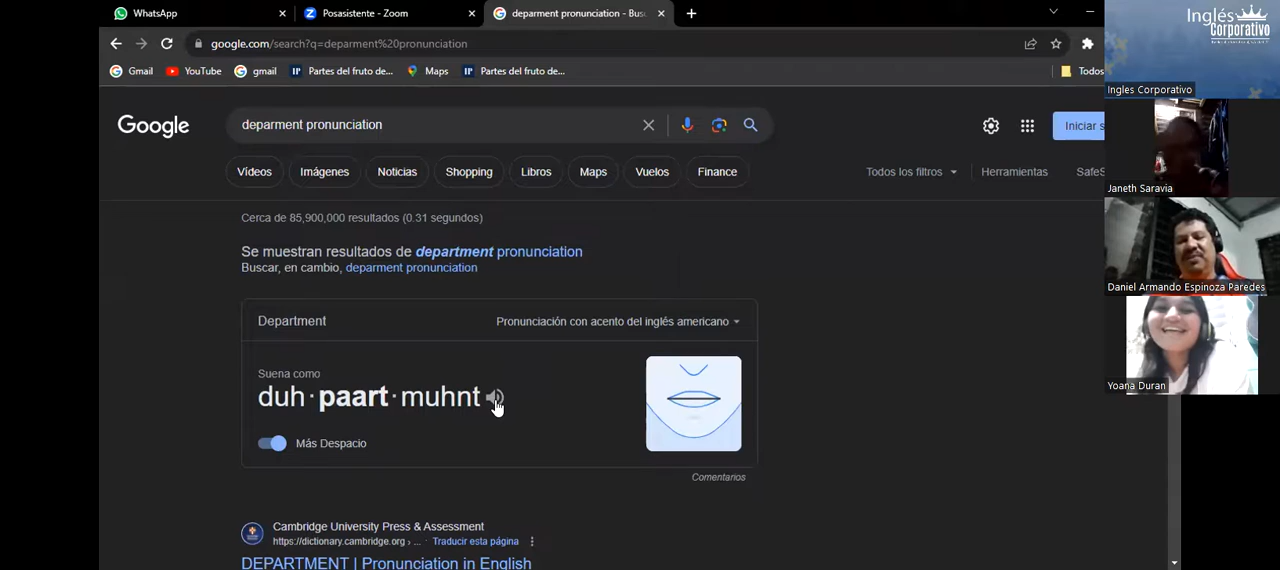 WhatsApp
Posasistente - Zoom
deparment pronunciation - Bus
google.com/search?q=deparment%20pronunciation
Gmail
YouTube
gmail
Partes del fruto de...
Maps
Partes del fruto de...
Todos
Google
deparment pronunciation
Iniciar s
Vídeos
Imágenes
Noticias
Shopping
Libros
Maps
Vuelos
Finance
Todos los filtros
Herramientas
SafeS
Cerca de 85,900,000 resultados (0.31 segundos)
Se muestran resultados de department pronunciation
Buscar, en cambio, deparment pronunciation
Department
Pronunciación con acento del inglés americano
Suena como
duh·paart·muhnt
Más Despacio
Comentarios
Cambridge University Press & Assessment
https://dictionary.cambridge.org › ...
Traducir esta página
DEPARTMENT | Pronunciation in English
Inglés
Corporativo
Ingles Corporativo
Janeth Saravia
Daniel Armando Espinoza Paredes
Yoana Duran